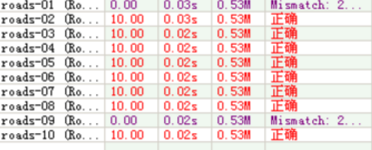 roads-01 (Ro... 0.00 0.03s 0.53M Mismatch: 2...
roads-02 (Ro... 10.00 0.03s 0.53M 正确
roads-03 (Ro... 10.00 0.02s 0.53M 正确
roads-04 (Ro... 10.00 0.02s 0.53M 正确
roads-05 (Ro... 10.00 0.02s 0.53M 正确
roads-06 (Ro... 10.00 0.02s 0.53M 正确
roads-07 (Ro... 10.00 0.02s 0.53M 正确
roads-08 (Ro... 10.00 0.02s 0.53M 正确
roads-09 (Ro... 0.00 0.02s 0.53M Mismatch: 2...
roads-10 (Ro... 10.00 0.02s 0.53M 正确